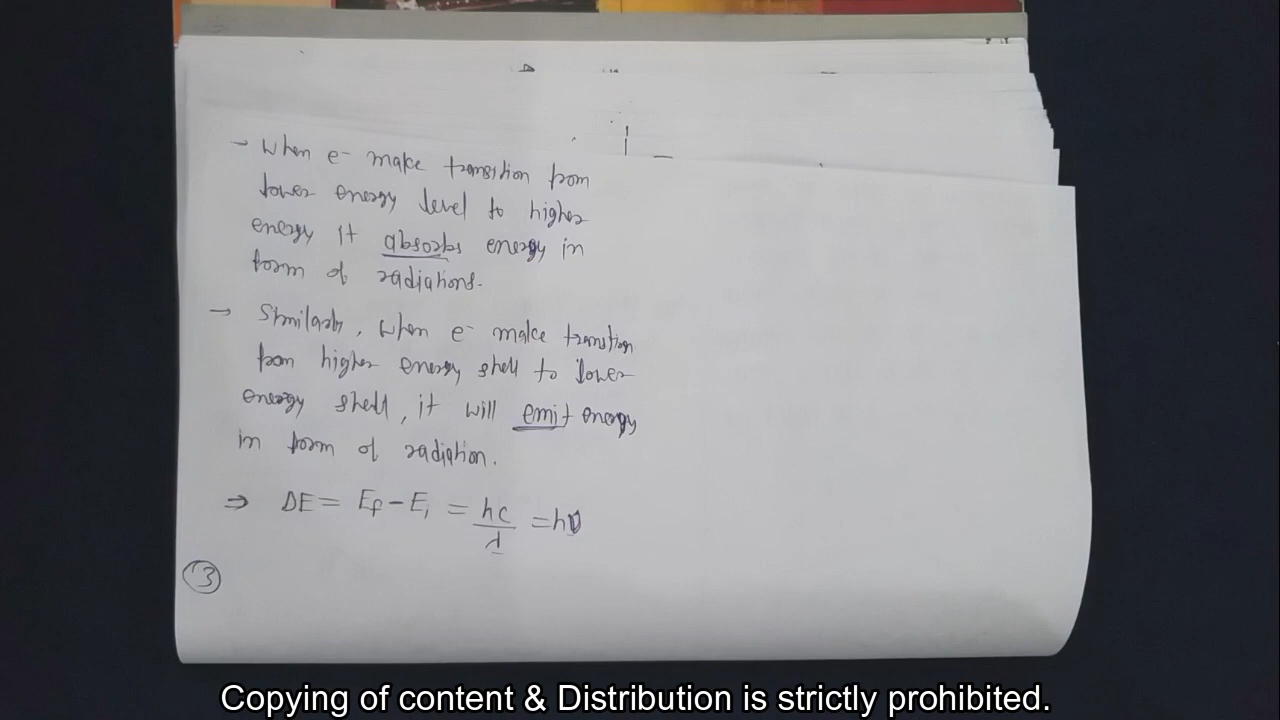 → When e- make transition from
lower energy level to higher
energy it absorbs energy in
form of radiations.
→ Similarly, when e- make transtion
from higher energy shell to lower
energy shell, it will emit energy
in form of radiation.
⇒ ΔE = Ef - Ei = hc/λ = hν
13
Copying of content & Distribution is strictly prohibited.